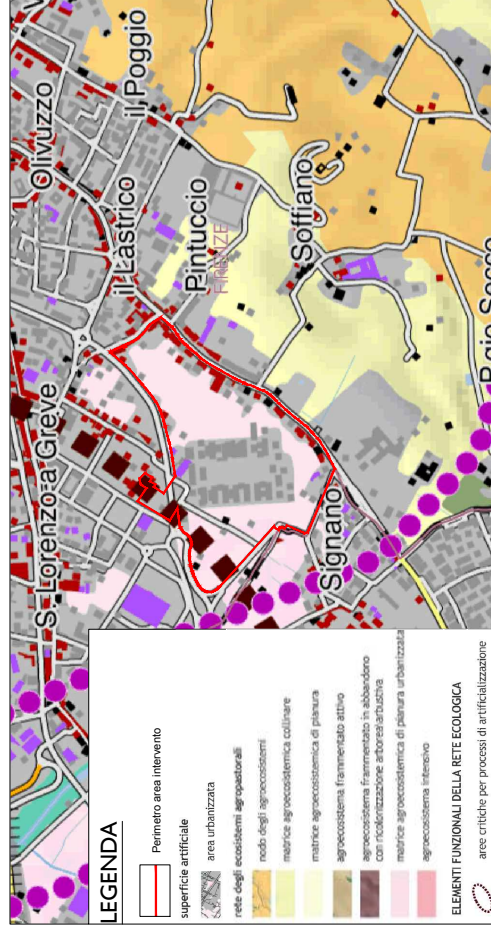 Olivuzzo
il Poggio
S. Lorenzo a Greve
il Lastrico
Pintuccio
FIRENZE
Soffiano
Signano
P.gio Secco
LEGENDA
Perimetro area intervento
superficie artificiale
area urbanizzata
rete degli ecosistemi agropastorali
nodo degli agroecosistemi
matrice agroecosistemica collinare
matrice agroecosistemica di pianura
agroecosistema frammentato attivo
agroecosistema frammentato in abbandono
con ricolonizzazione arborea/arbustiva
matrice agroecosistemica di pianura urbanizzata
agroecosistema intensivo
ELEMENTI FUNZIONALI DELLA RETE ECOLOGICA
aree critiche per processi di artificializzazione